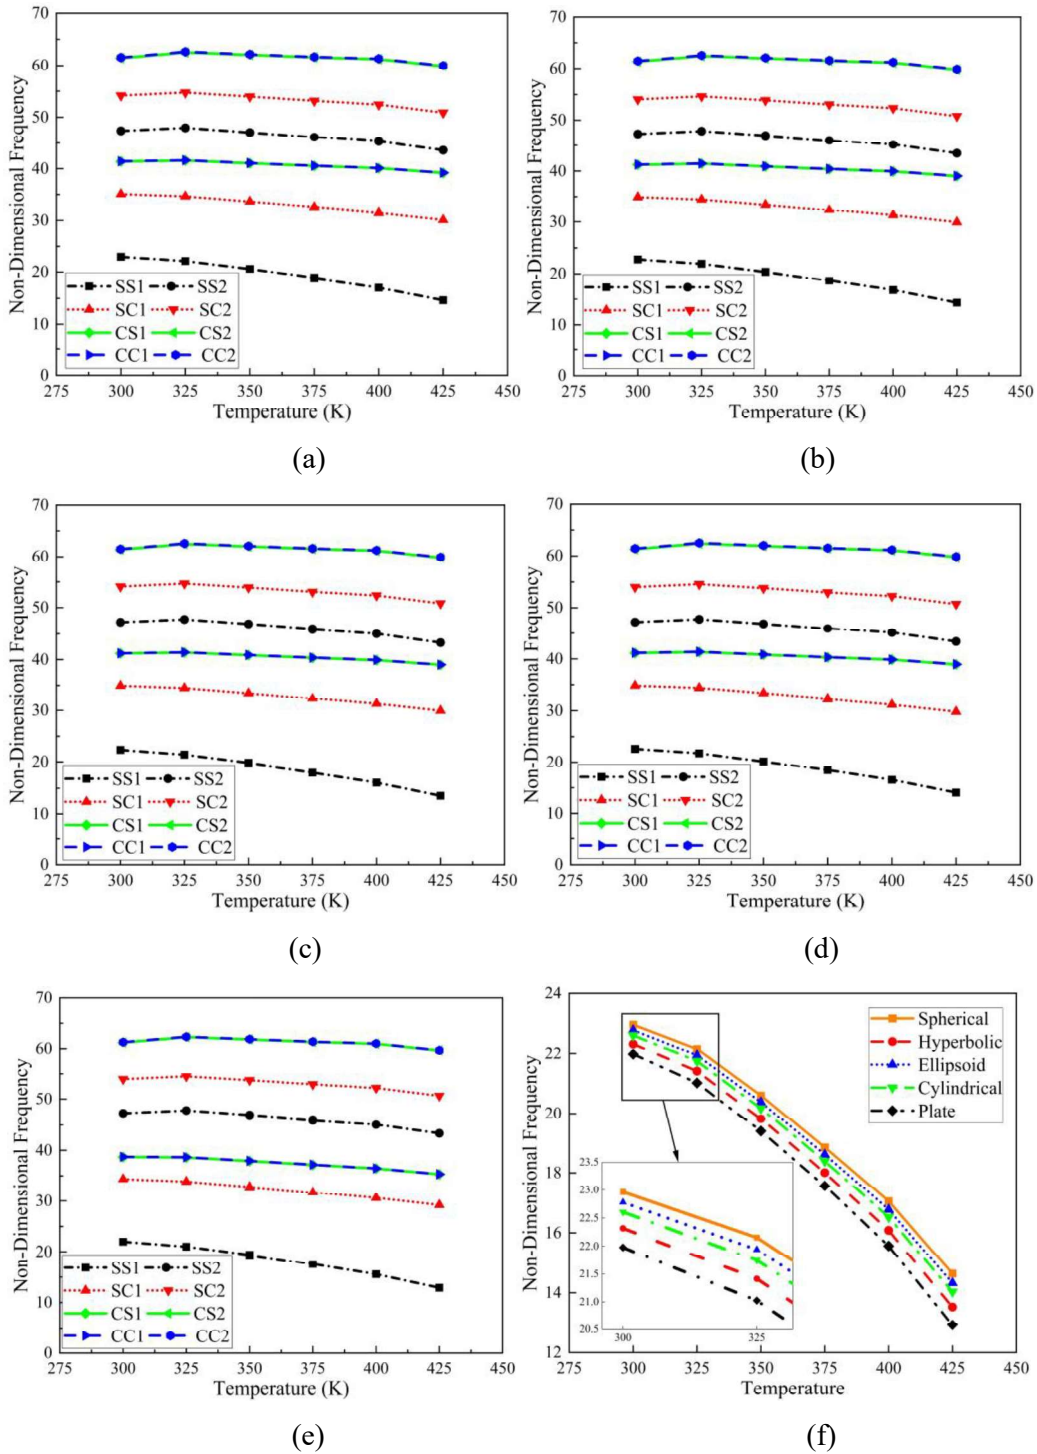 70
60
50
40
30
20
10
0
Non-Dimensional Frequency
SS1 SS2
SC1 SC2
CS1 CS2
CC1 CC2
275 300 325 350 375 400 425 450
Temperature (K)
(a)
70
60
50
40
30
20
10
0
Non-Dimensional Frequency
SS1 SS2
SC1 SC2
CS1 CS2
CC1 CC2
275 300 325 350 375 400 425 450
Temperature (K)
(b)
70
60
50
40
30
20
10
0
Non-Dimensional Frequency
SS1 SS2
SC1 SC2
CS1 CS2
CC1 CC2
275 300 325 350 375 400 425 450
Temperature (K)
(c)
70
60
50
40
30
20
10
0
Non-Dimensional Frequency
SS1 SS2
SC1 SC2
CS1 CS2
CC1 CC2
275 300 325 350 375 400 425 450
Temperature (K)
(d)
70
60
50
40
30
20
10
0
Non-Dimensional Frequency
SS1 SS2
SC1 SC2
CS1 CS2
CC1 CC2
275 300 325 350 375 400 425 450
Temperature (K)
(e)
24
22
20
18
16
14
12
Non-Dimensional Frequency
Spherical
Hyperbolic
Ellipsoid
Cylindrical
Plate
23.5
23.0
22.5
22.0
21.5
21.0
20.5
300 325
275 300 325 350 375 400 425 450
Temperature
(f)